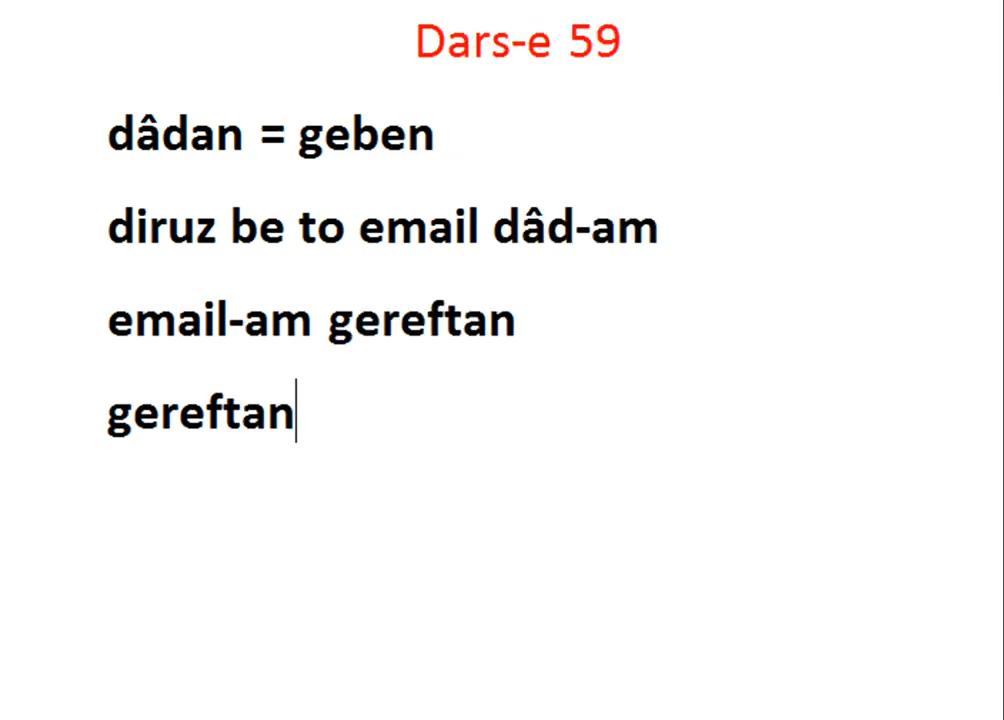 Dars-e 59
dâdan = geben
diruz be to email dâd-am
email-am gereftan
gereftan